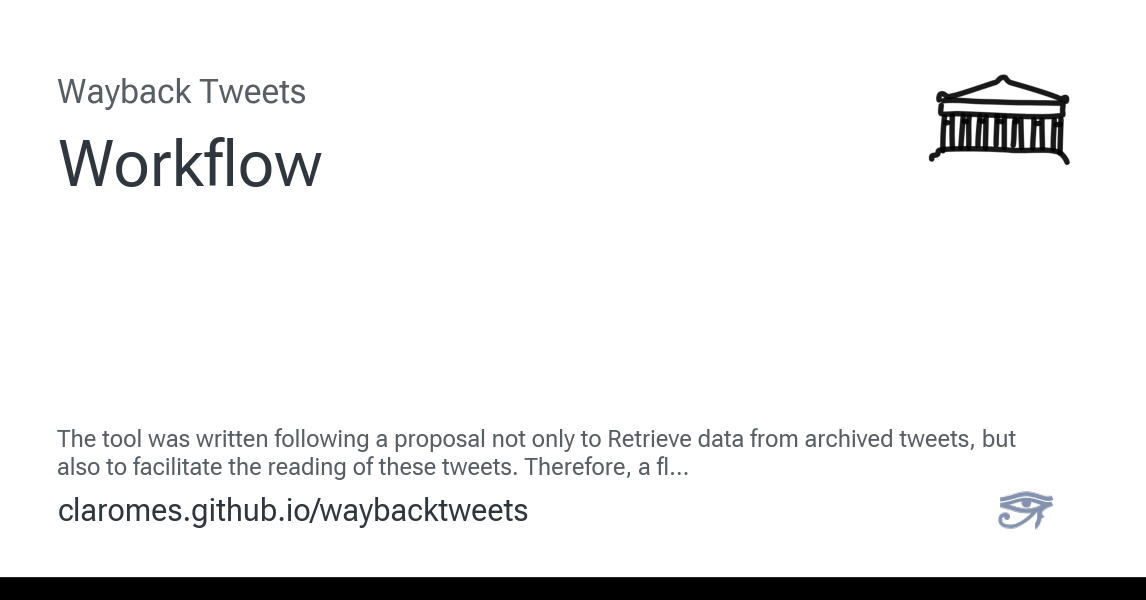 Wayback Tweets
Workflow
The tool was written following a proposal not only to Retrieve data from archived tweets, but
also to facilitate the reading of these tweets. Therefore, a fl...
claromes.github.io/waybacktweets